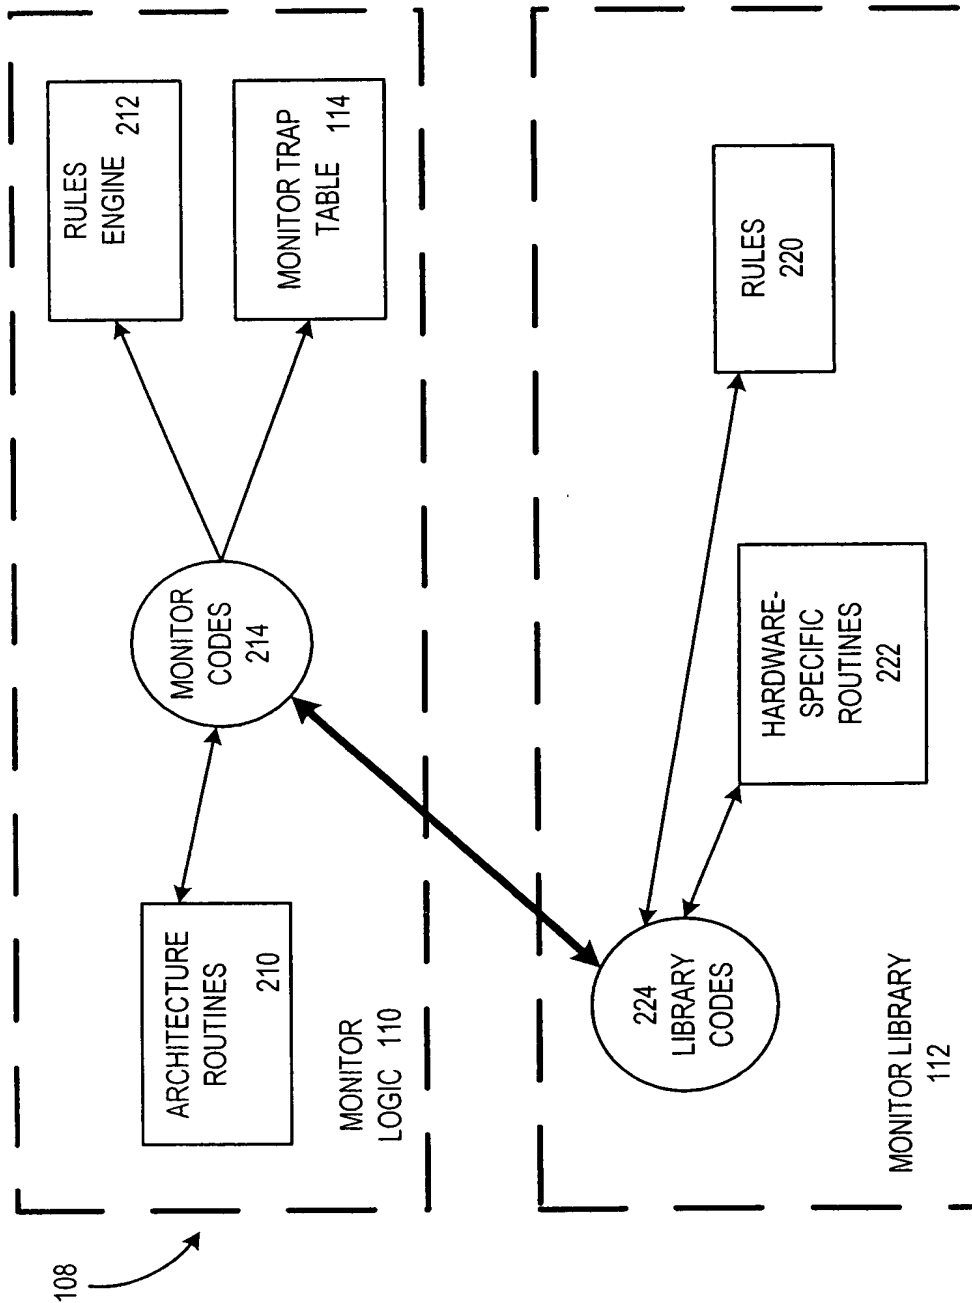 108
ARCHITECTURE
ROUTINES
210
MONITOR
LOGIC 110
MONITOR
CODES
214
RULES
ENGINE 212
MONITOR TRAP
TABLE 114
224
LIBRARY
CODES
HARDWARE-
SPECIFIC
ROUTINES
222
RULES
220
MONITOR LIBRARY
112